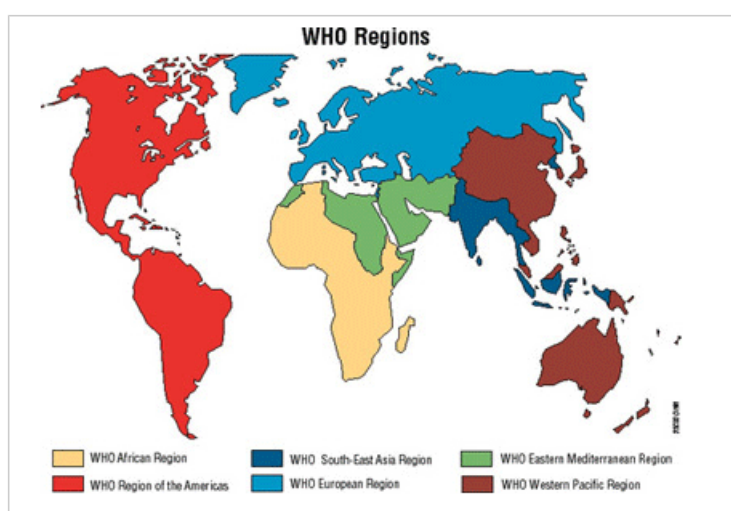 WHO Regions
WHO African Region
WHO South-East Asia Region
WHO Eastern Mediterranean Region
WHO Region of the Americas
WHO European Region
WHO Western Pacific Region